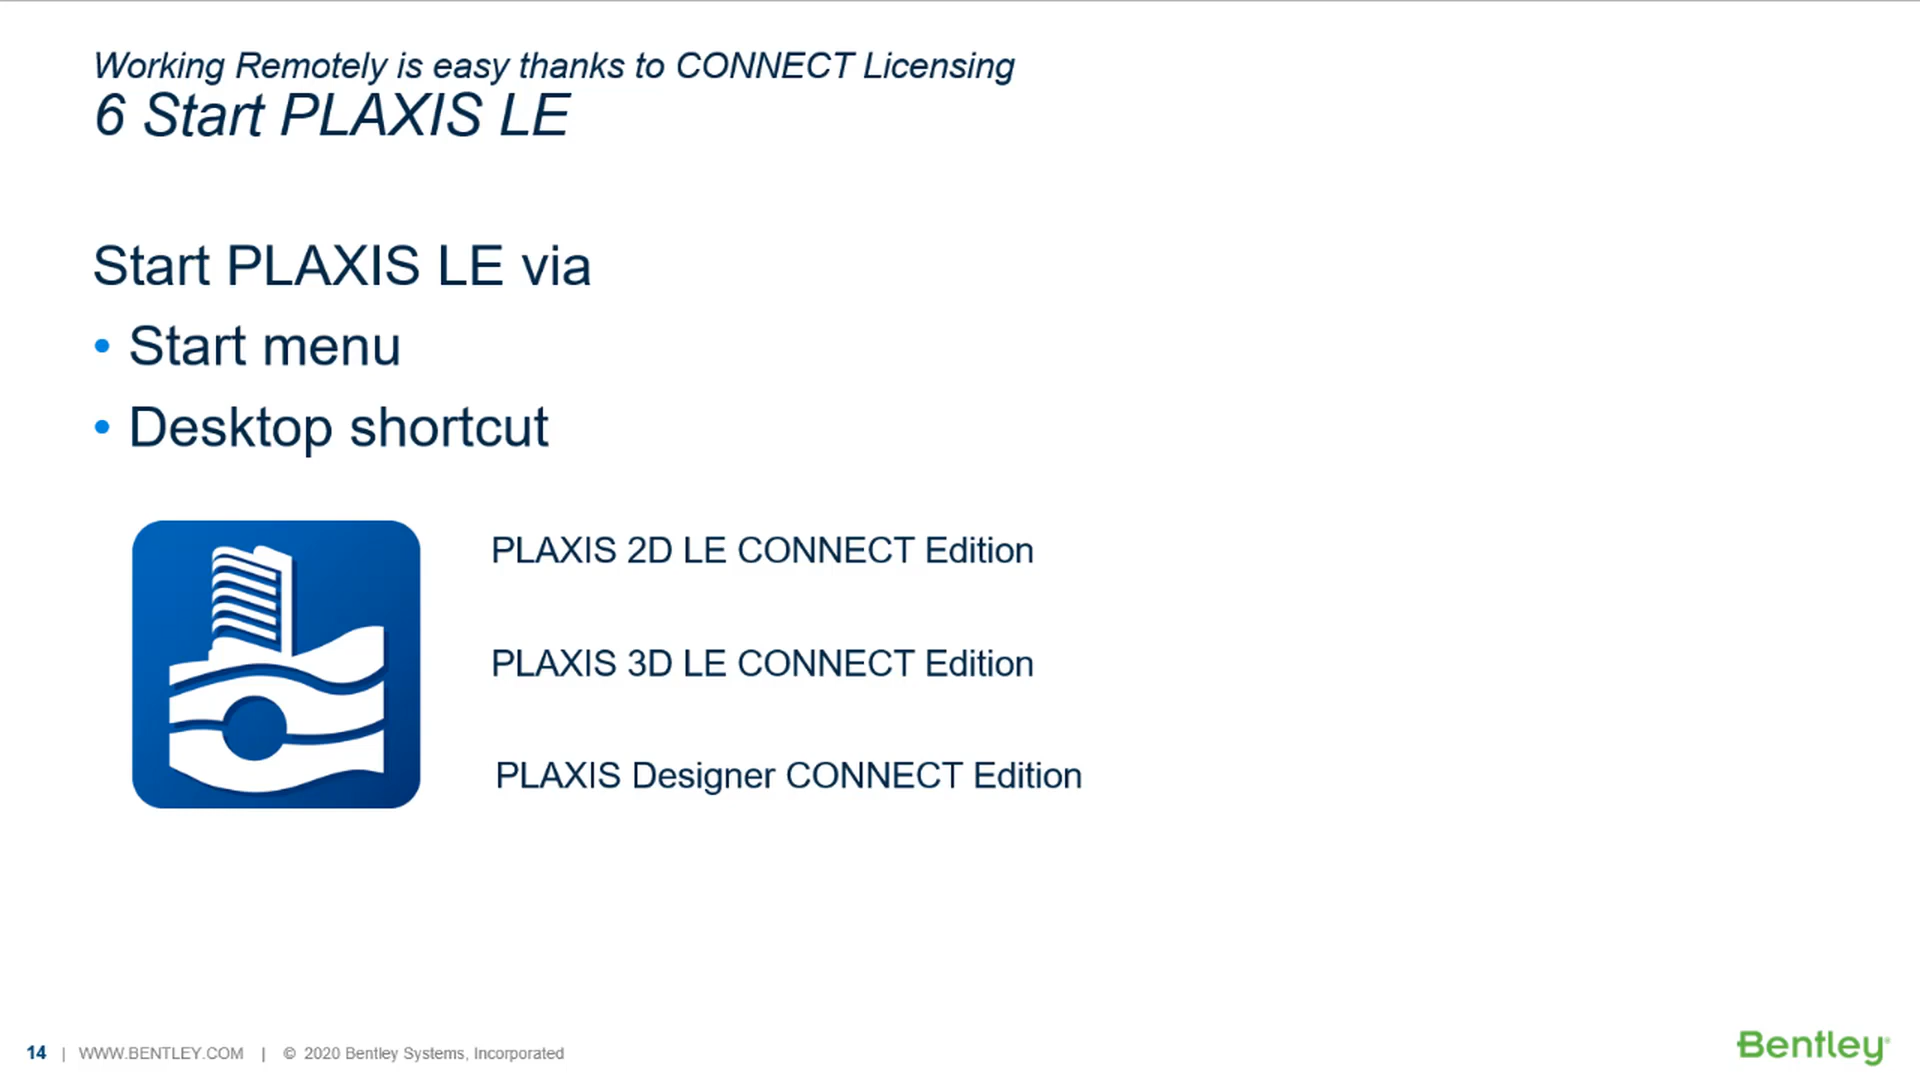 Working Remotely is easy thanks to CONNECT Licensing
6 Start PLAXIS LE
Start PLAXIS LE via
• Start menu
• Desktop shortcut
PLAXIS 2D LE CONNECT Edition
PLAXIS 3D LE CONNECT Edition
PLAXIS Designer CONNECT Edition
14 | WWW.BENTLEY.COM | © 2020 Bentley Systems, Incorporated
Bentley®